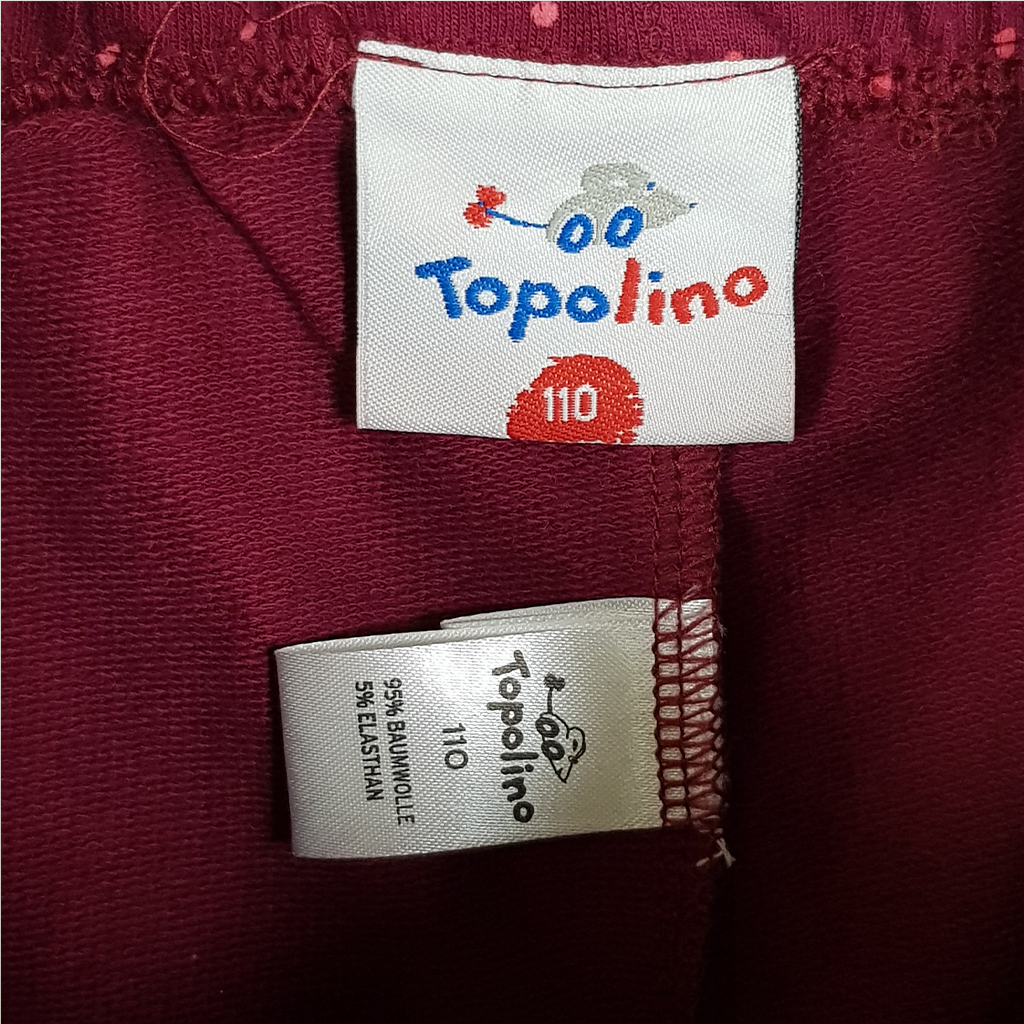 Topolino
110
Topolino
110
95% BAUMWOLLE
5% ELASTHAN